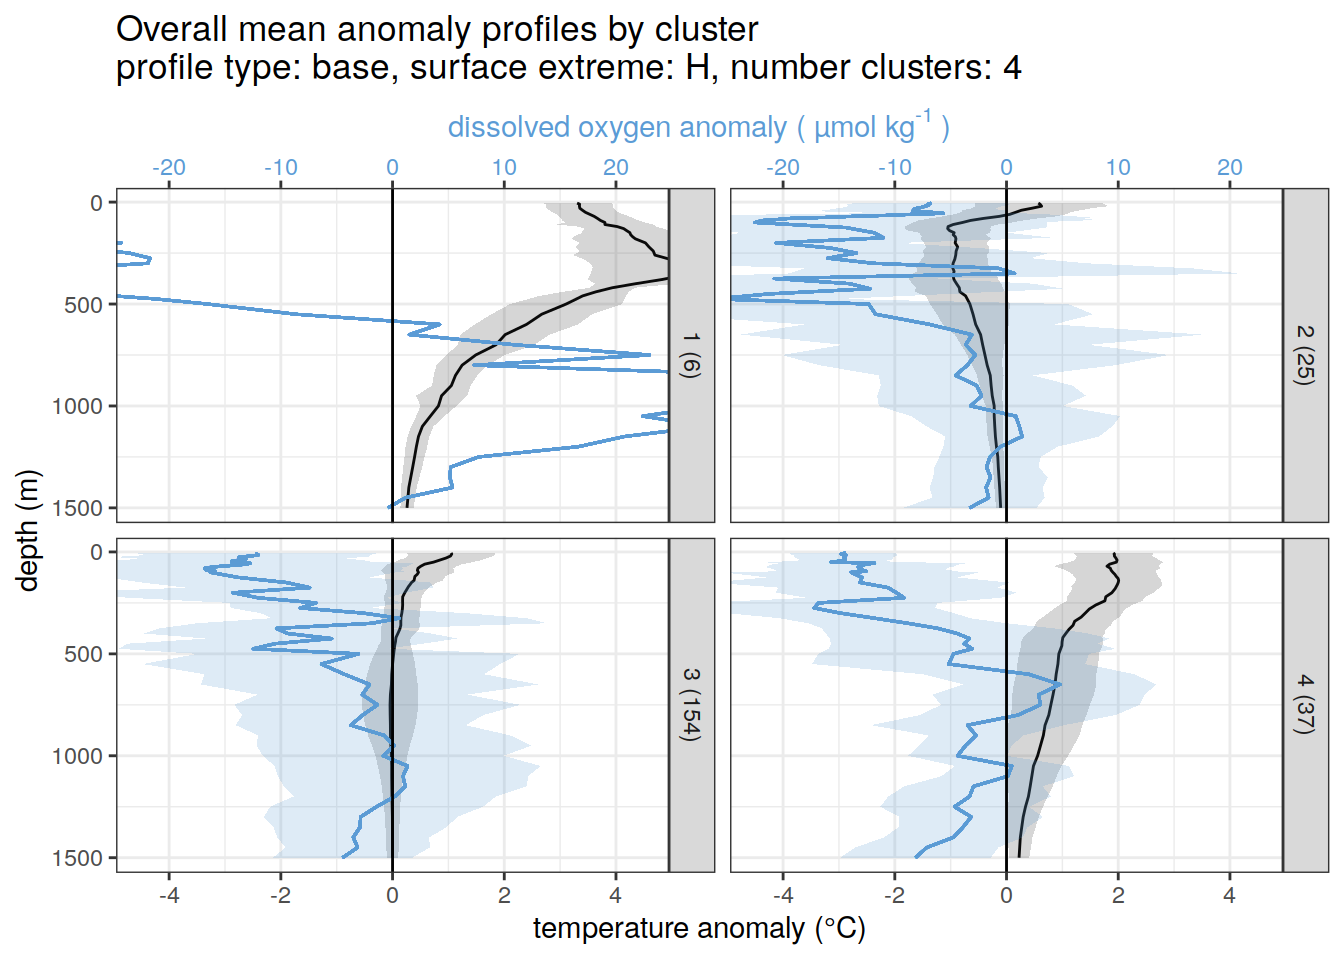 Overall mean anomaly profiles by cluster
profile type: base, surface extreme: H, number clusters: 4
dissolved oxygen anomaly ( µmol kg⁻¹ )
-20 -10 0 10 20 -20 -10 0 10 20
0
500
1000
1500
1 (6)
2 (25)
depth (m)
0
500
1000
1500
3 (154)
4 (37)
-4 -2 0 2 4 -4 -2 0 2 4
temperature anomaly (°C)